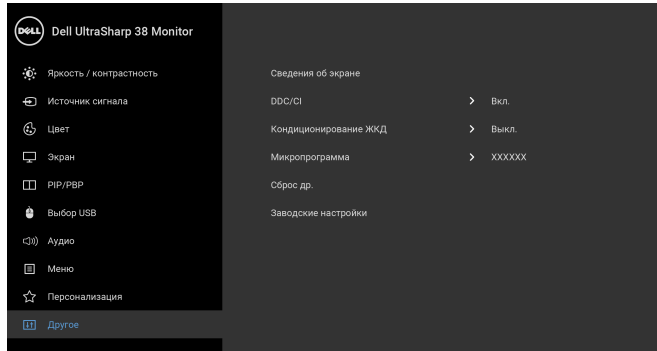 DELL Dell UltraSharp 38 Monitor
Яркость / контрастность
Сведения об экране
Источник сигнала
DDC/CI > Вкл.
Цвет
Кондиционирование ЖКД > Выкл.
Экран
Микропрограмма > XXXXXX
PIP/PBP
Сброс др.
Выбор USB
Заводские настройки
Аудио
Меню
Персонализация
Другое